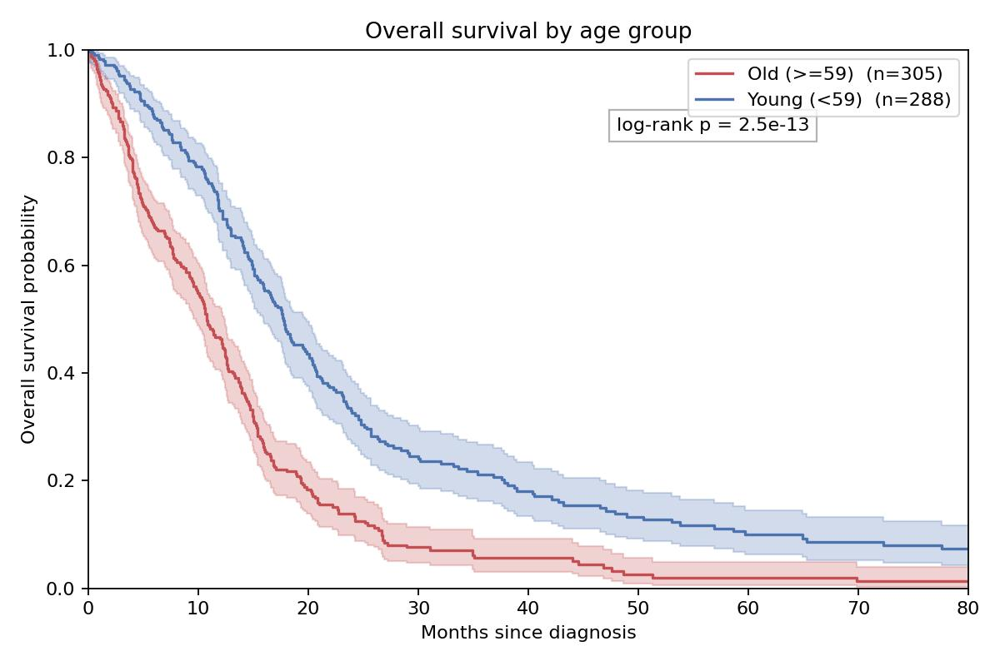 Overall survival by age group
Old (>=59)  (n=305)
Young (<59)  (n=288)
log-rank p = 2.5e-13
Overall survival probability
1.0
0.8
0.6
0.4
0.2
0.0
0 10 20 30 40 50 60 70 80
Months since diagnosis